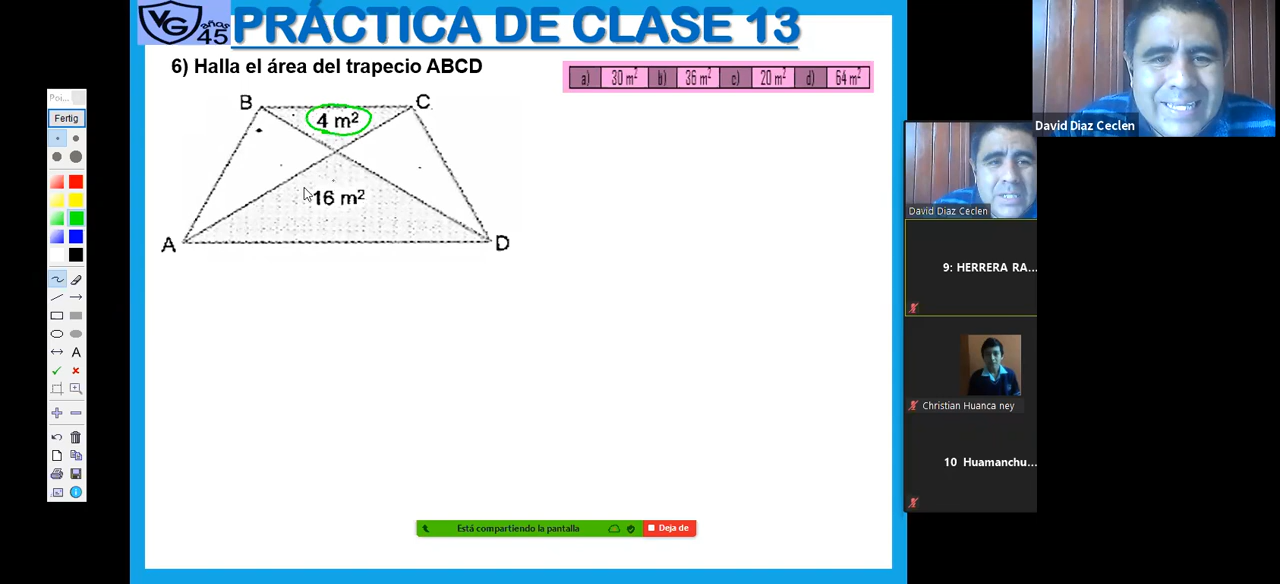 VG
años
45
PRÁCTICA DE CLASE 13
6) Halla el área del trapecio ABCD
a) 30 m² b) 36 m² c) 20 m² d) 64 m²
B
C
4 m²
16 m²
A
D
Poi...
Fertig
A
David Diaz Ceclen
David Diaz Ceclen
9: HERRERA RA...
Christian Huanca ney
10 Huamanchu...
Está compartiendo la pantalla
Deja de